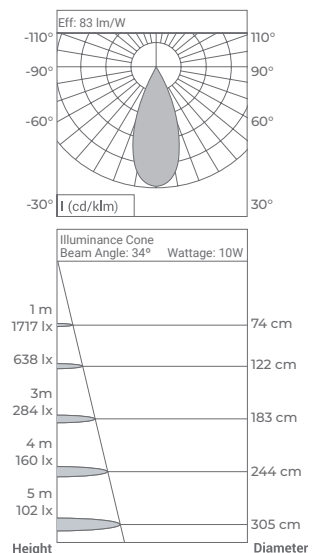 Eff: 83 lm/W
-110° 110°
-90° 90°
-60° 60°
-30° 30°
I (cd/klm)
Illuminance Cone
Beam Angle: 34º Wattage: 10W
1 m
1717 lx 74 cm
638 lx 122 cm
3m
284 lx 183 cm
4 m
160 lx 244 cm
5 m
102 lx 305 cm
Height Diameter